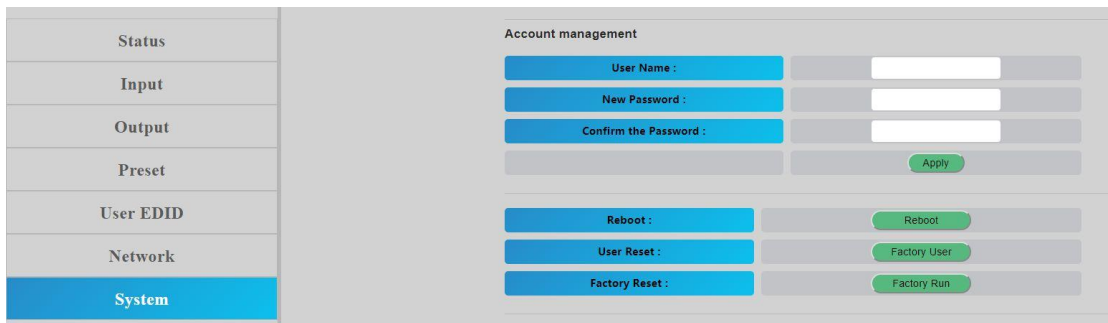 Status
Input
Output
Preset
User EDID
Network
System
Account management
User Name :
New Password :
Confirm the Password :
Apply
Reboot :
Reboot
User Reset :
Factory User
Factory Reset :
Factory Run